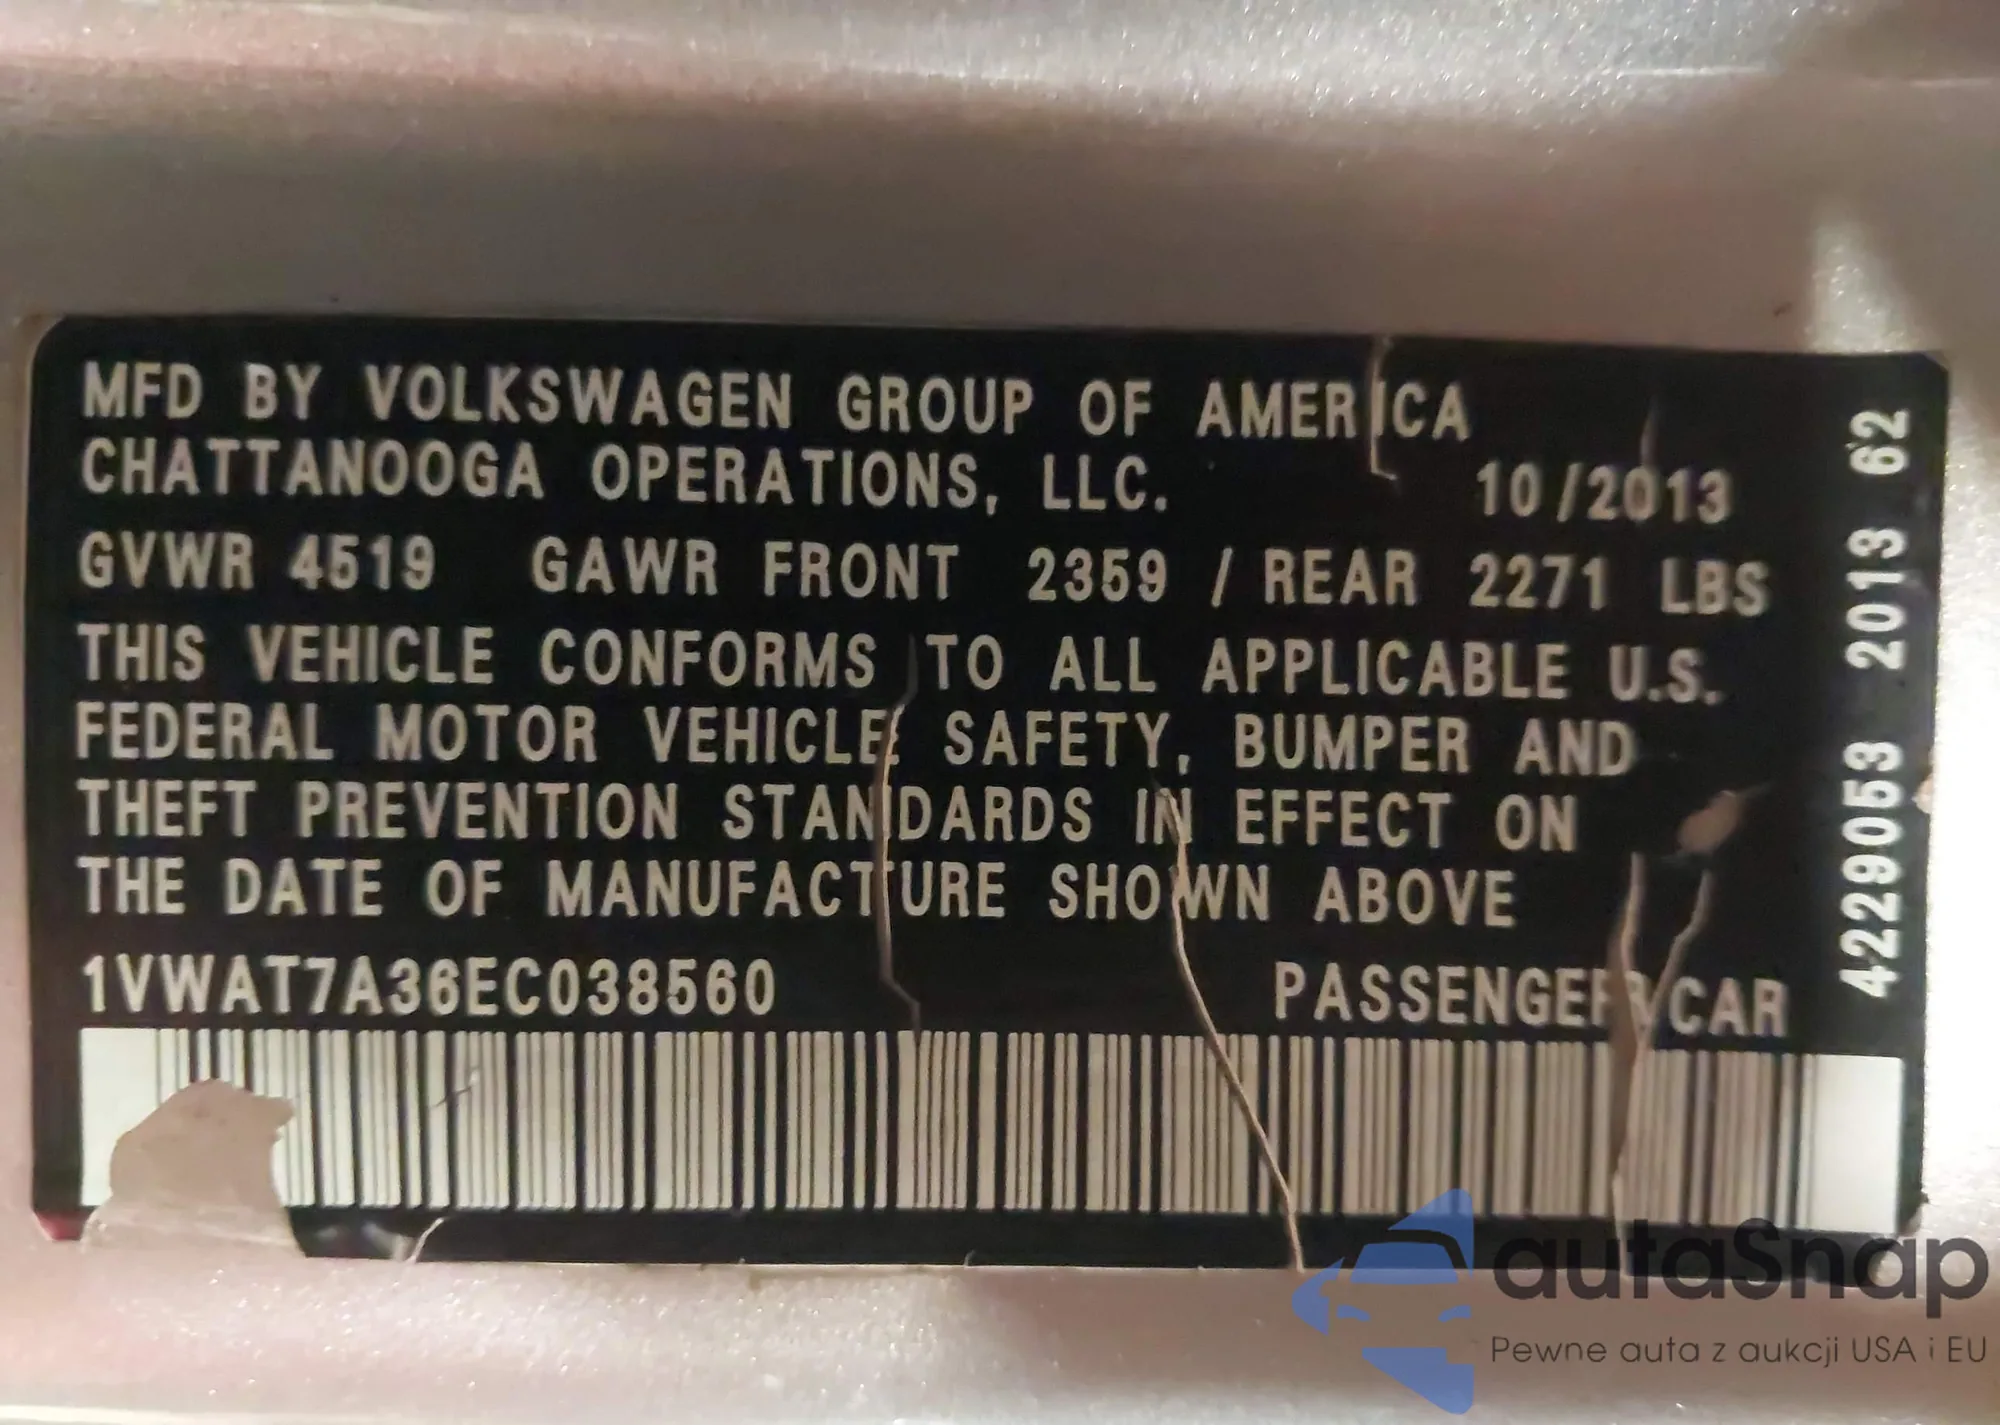 MFD BY VOLKSWAGEN GROUP OF AMERICA
CHATTANOOGA OPERATIONS, LLC. 10/2013
GVWR 4519 GAWR FRONT 2359 / REAR 2271 LBS
THIS VEHICLE CONFORMS TO ALL APPLICABLE U.S.
FEDERAL MOTOR VEHICLE SAFETY, BUMPER AND
THEFT PREVENTION STANDARDS IN EFFECT ON
THE DATE OF MANUFACTURE SHOWN ABOVE
1VWAT7A36EC038560 PASSENGER CAR
4229053 2013 62
autaSnap
Pewne auta z aukcji USA i EU